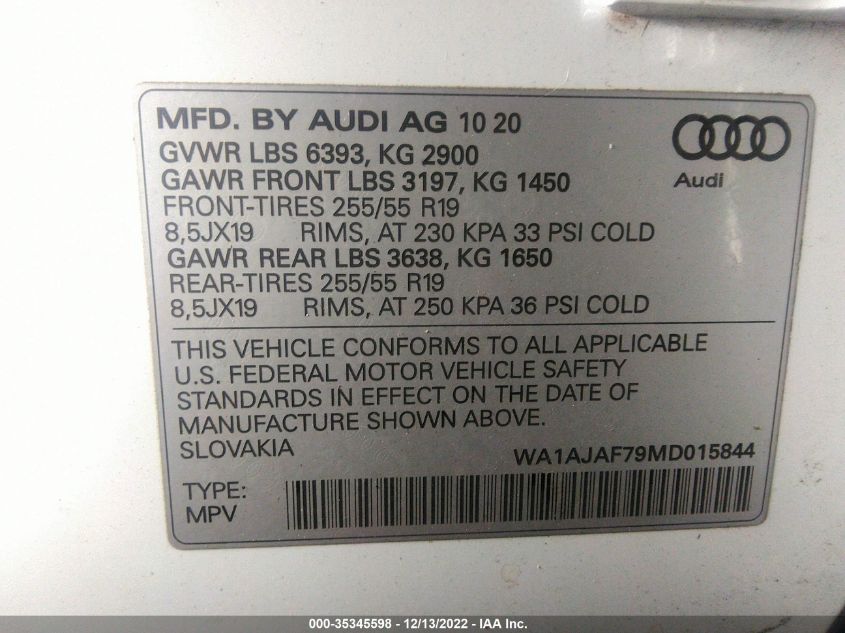 MFD. BY AUDI AG 10 20
GVWR LBS 6393, KG 2900
GAWR FRONT LBS 3197, KG 1450
FRONT-TIRES 255/55 R19
8,5JX19 RIMS, AT 230 KPA 33 PSI COLD
GAWR REAR LBS 3638, KG 1650
REAR-TIRES 255/55 R19
8,5JX19 RIMS, AT 250 KPA 36 PSI COLD
Audi
THIS VEHICLE CONFORMS TO ALL APPLICABLE
U.S. FEDERAL MOTOR VEHICLE SAFETY
STANDARDS IN EFFECT ON THE DATE OF
MANUFACTURE SHOWN ABOVE.
SLOVAKIA
WA1AJAF79MD015844
TYPE:
MPV
000-35345598 - 12/13/2022 - IAA Inc.